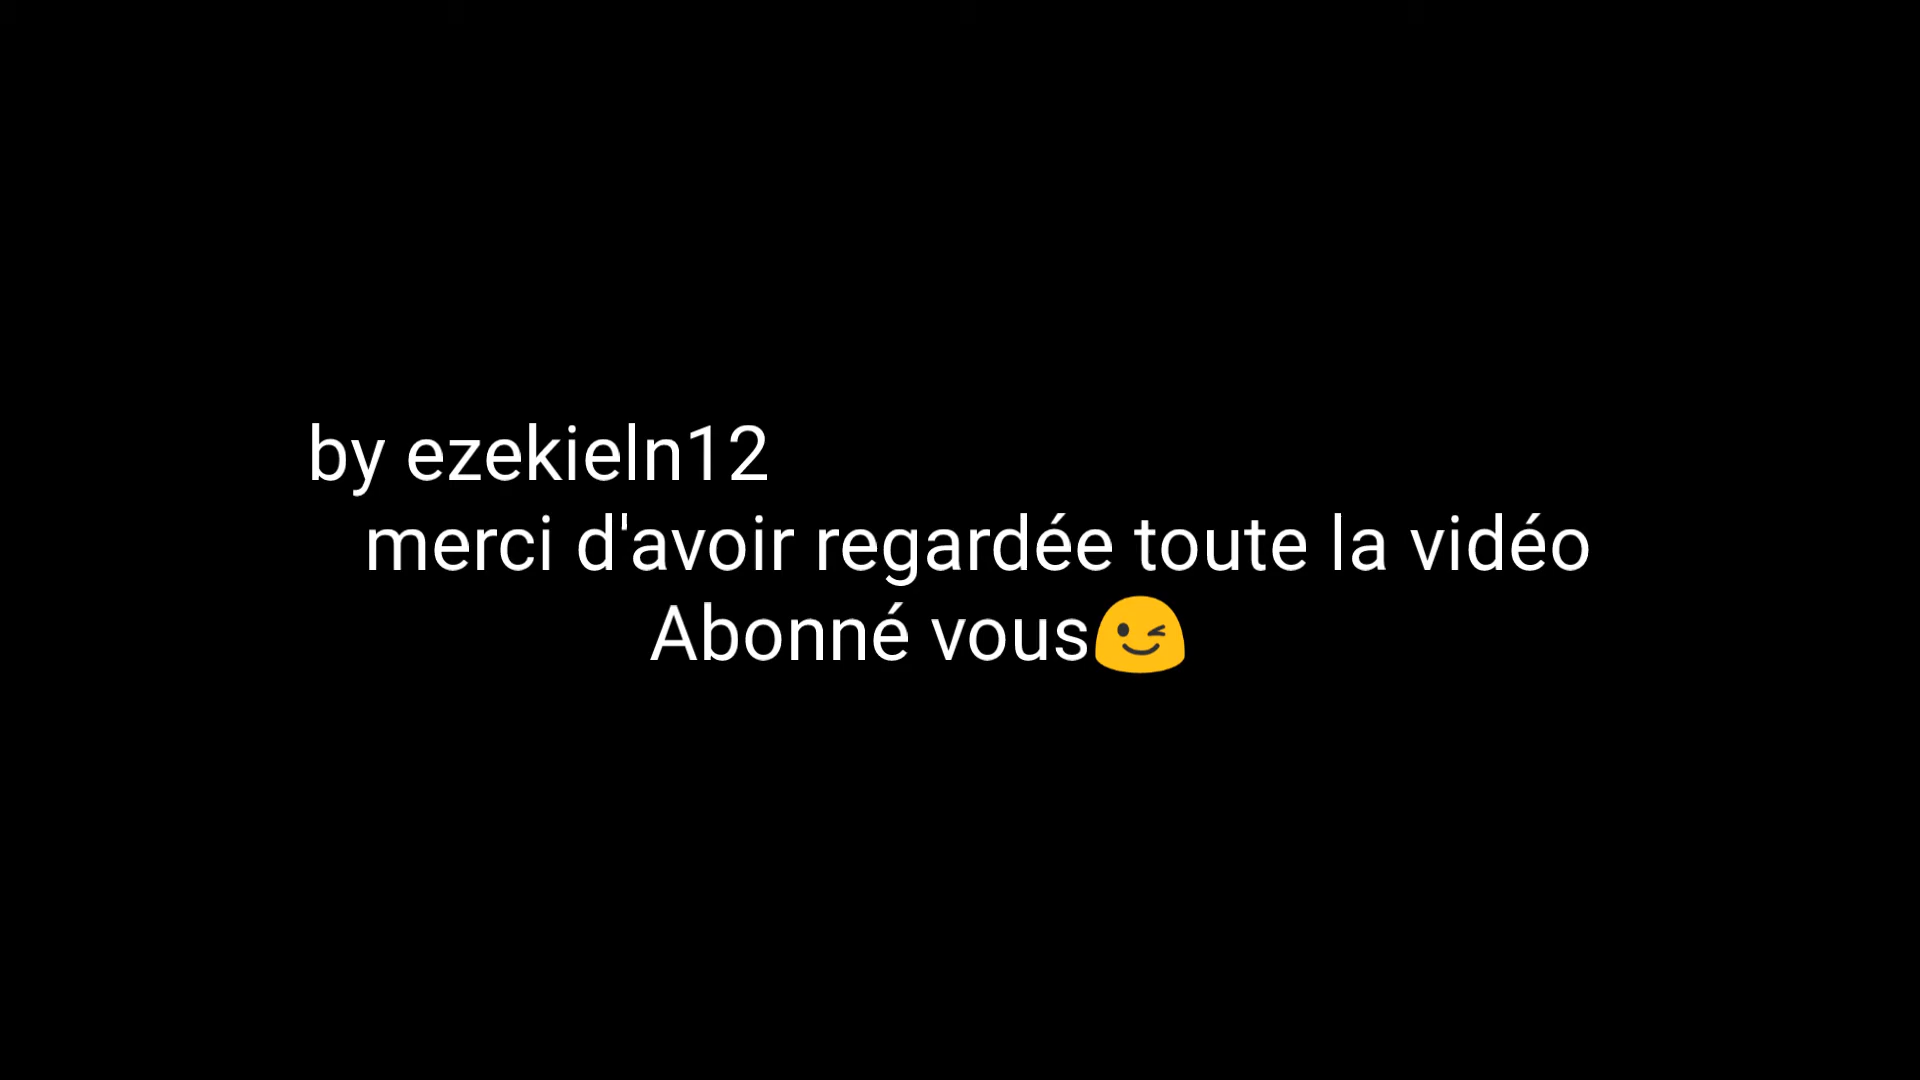 by ezekieln12
merci d'avoir regardée toute la vidéo
Abonné vous😉